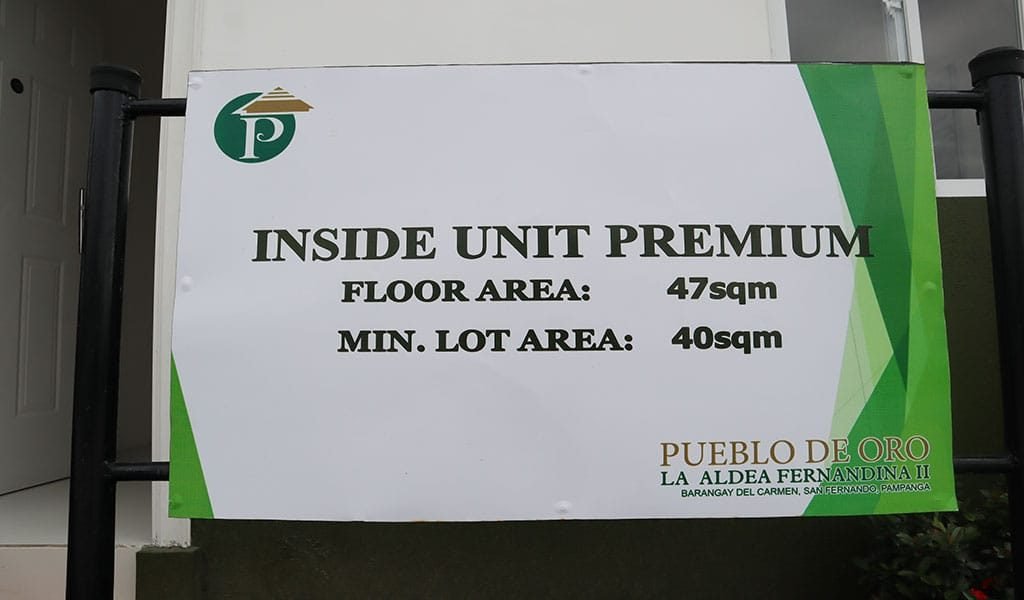 P
INSIDE UNIT PREMIUM
FLOOR AREA: 47sqm
MIN. LOT AREA: 40sqm
PUEBLO DE ORO
LA ALDEA FERNANDINA II
BARANGAY DEL CARMEN, SAN FERNANDO, PAMPANGA